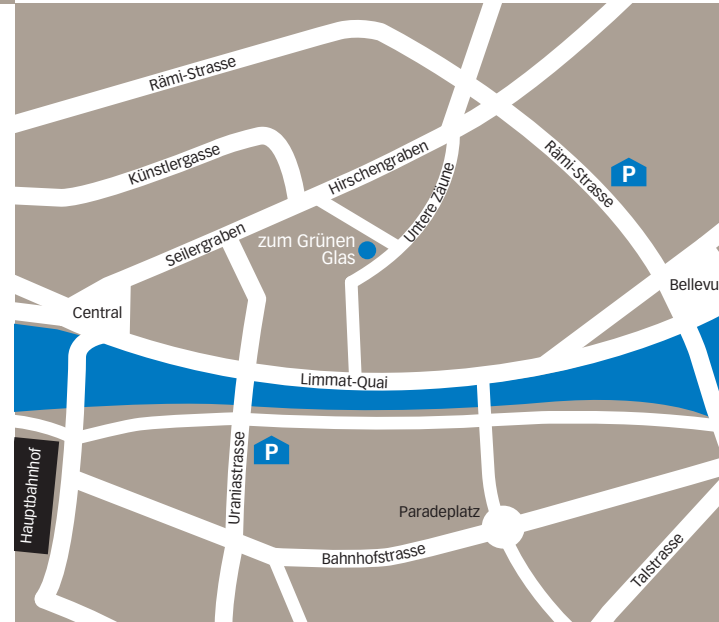 Rämi-Strasse
Künstlergasse
Hirschengraben
Rämi-Strasse
P
Untere Zäune
Seilergraben
zum Grünen
Glas
Bellevu
Central
Limmat-Quai
Hauptbahnhof
Uraniastrasse
P
Paradeplatz
Bahnhofstrasse
Talstrasse